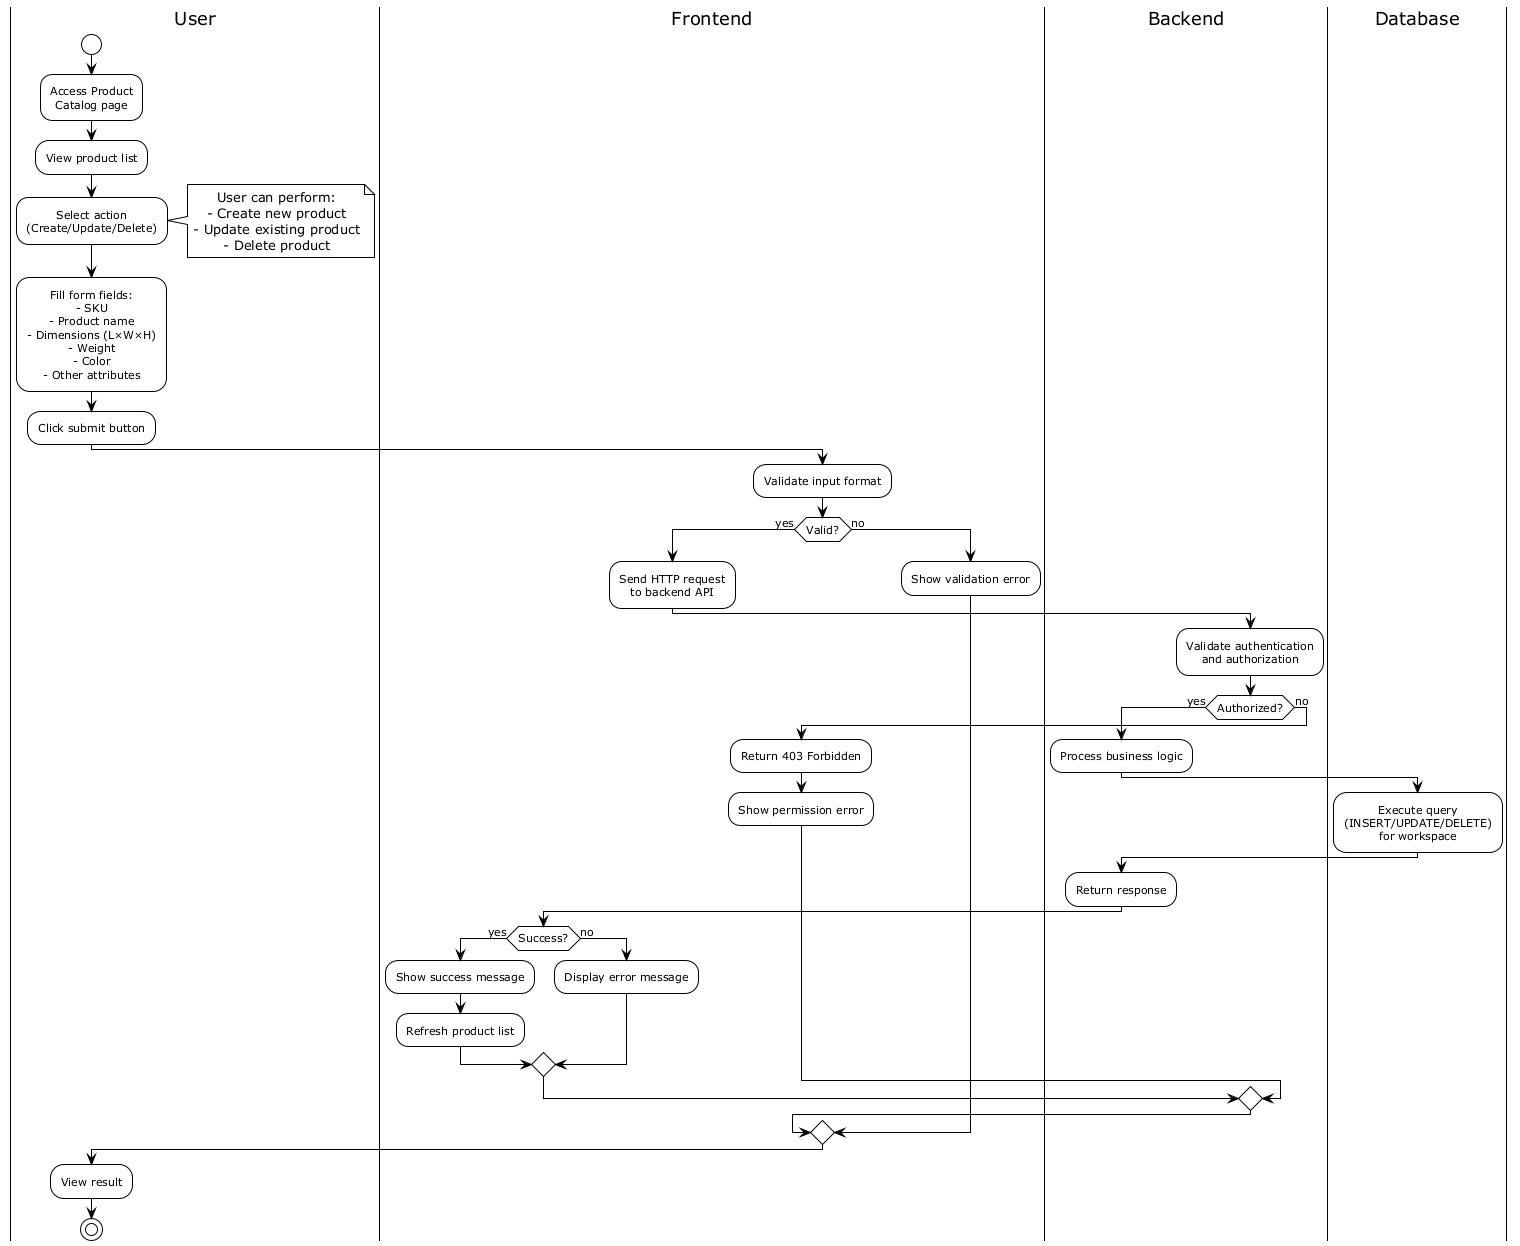 User
Frontend
Backend
Database
Access Product
Catalog page
View product list
Select action
(Create/Update/Delete)
User can perform:
- Create new product
- Update existing product
- Delete product
Fill form fields:
- SKU
- Product name
- Dimensions (L×W×H)
- Weight
- Color
- Other attributes
Click submit button
Validate input format
yes
Valid?
no
Send HTTP request
to backend API
Show validation error
Validate authentication
and authorization
yes
Authorized?
no
Return 403 Forbidden
Process business logic
Show permission error
Execute query
(INSERT/UPDATE/DELETE)
for workspace
Return response
yes
Success?
no
Show success message
Display error message
Refresh product list
View result